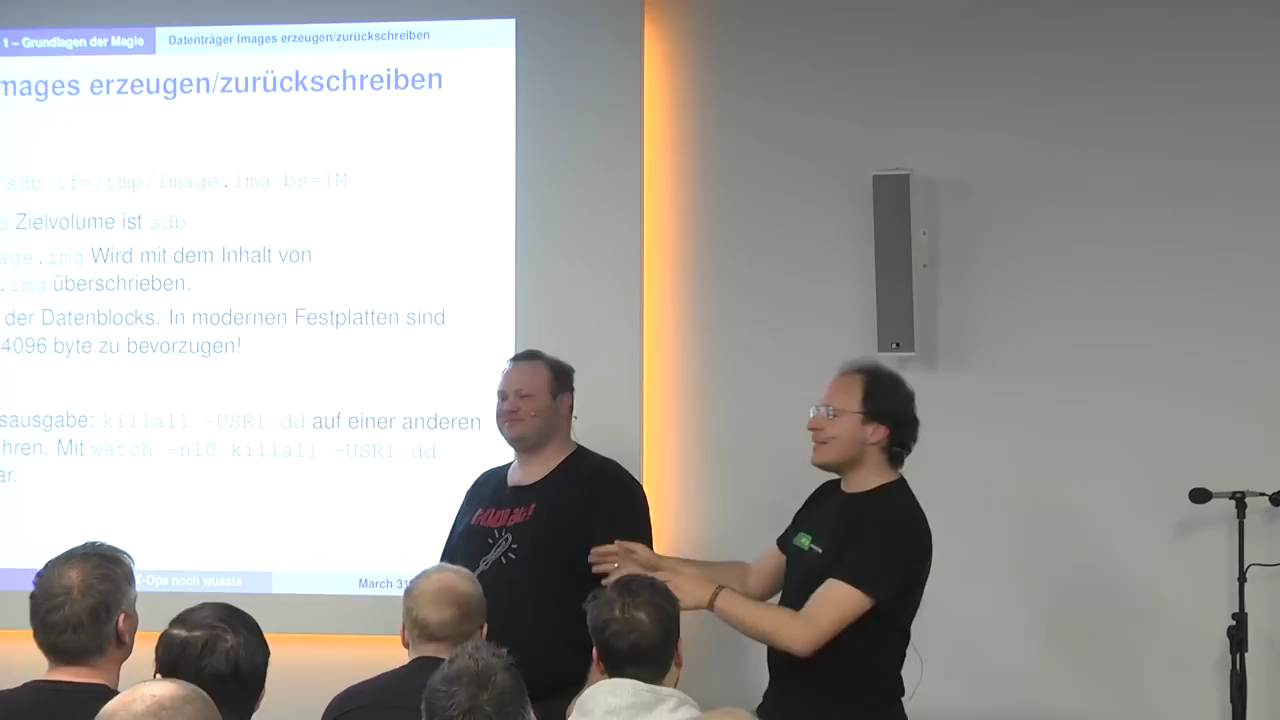 1 – Grundlagen der Magie
Datenträger Images erzeugen/zurückschreiben
mages erzeugen/zurückschreiben
sdb if=/tmp/image.img bs=1M
Zielvolume ist sdb
age.img Wird mit dem Inhalt von
.img überschrieben.
der Datenblocks. In modernen Festplatten sind
4096 byte zu bevorzugen!
sausgabe: killall -USR1 dd auf einer anderen
hren. Mit watch -n10 killall -USR1 dd
ar.
X-Opa noch wusste
March 31